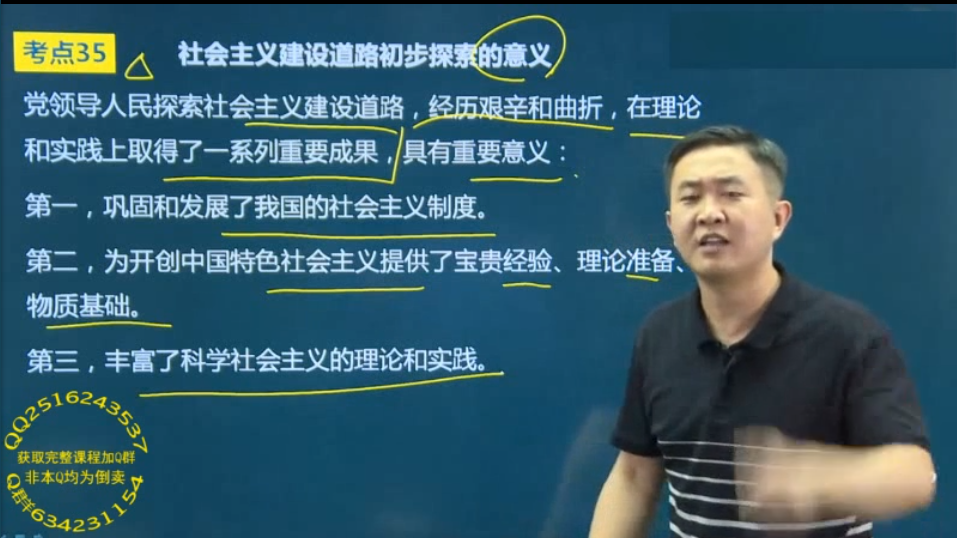 考点35
社会主义建设道路初步探索的意义
党领导人民探索社会主义建设道路，经历艰辛和曲折，在理论
和实践上取得了一系列重要成果，具有重要意义：
第一，巩固和发展了我国的社会主义制度。
第二，为开创中国特色社会主义提供了宝贵经验、理论准备、
物质基础。
第三，丰富了科学社会主义的理论和实践。
QQ2516243537
获取完整课程加Q群
非本Q均为倒卖
Q群634231154